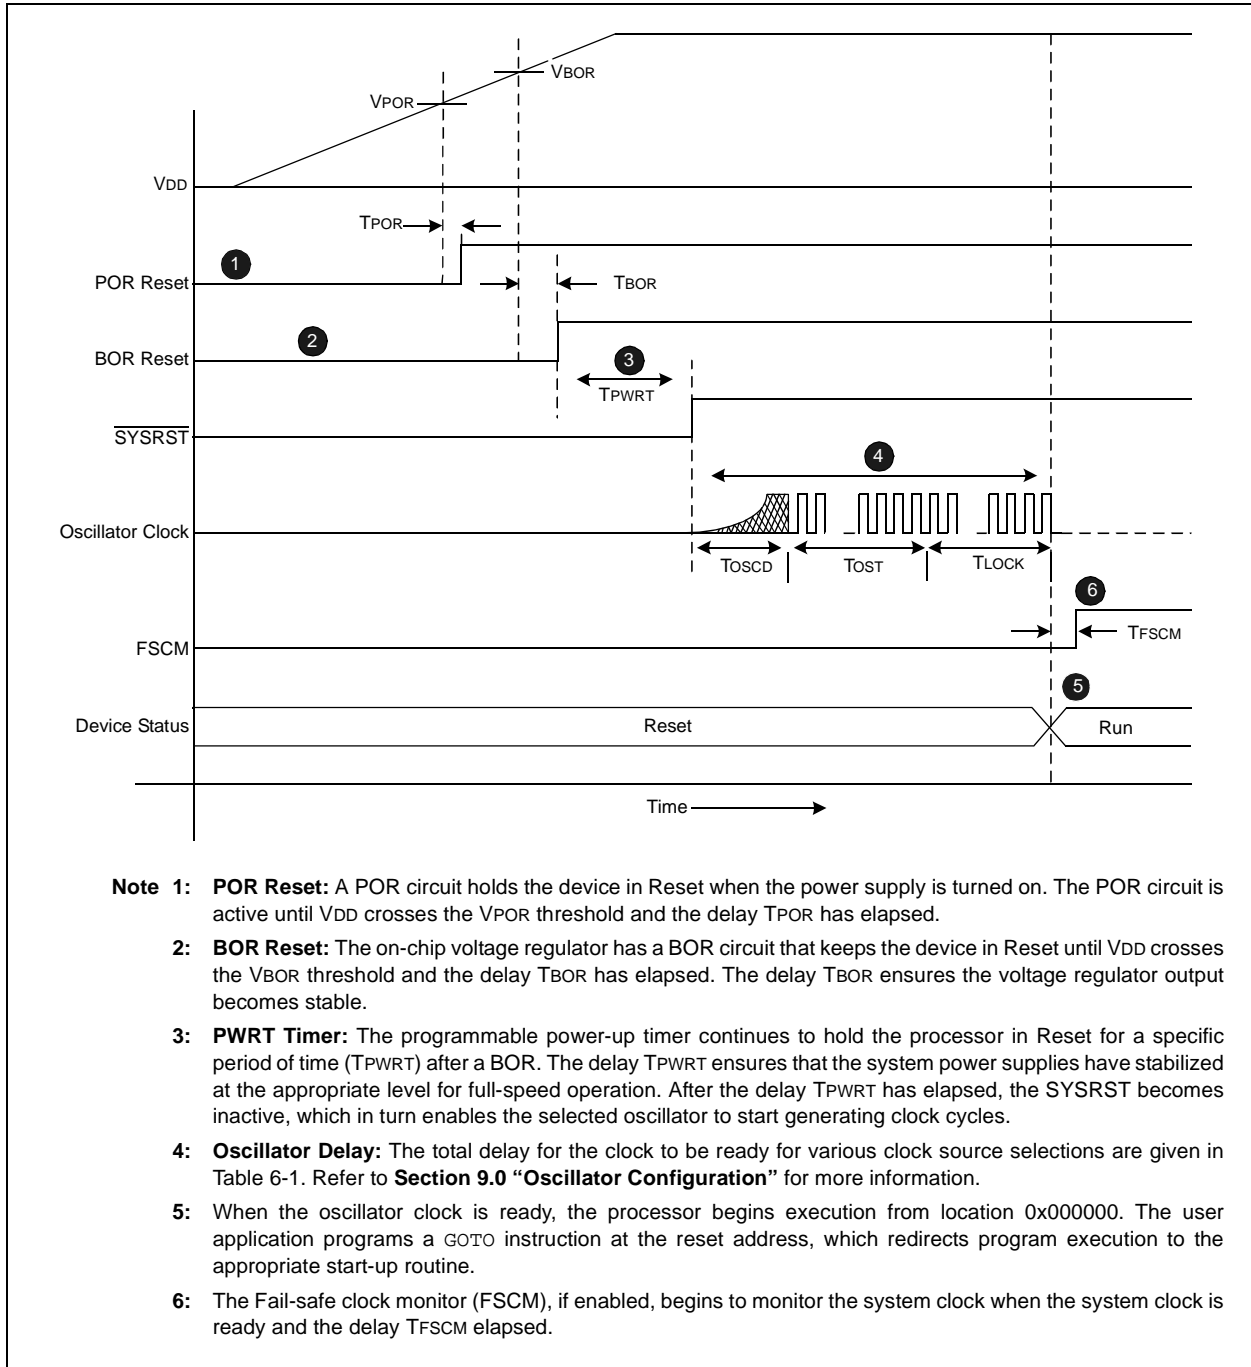 VBOR
VPOR
VDD
TPOR
1
POR Reset
TBOR
2
BOR Reset
3
TPWRT
SYSRST
4
Oscillator Clock
TOSCD
TOST
TLOCK
6
TFSCM
FSCM
5
Device Status
Reset
Run
Time
Note 1: POR Reset: A POR circuit holds the device in Reset when the power supply is turned on. The POR circuit is
active until VDD crosses the VPOR threshold and the delay TPOR has elapsed.
2: BOR Reset: The on-chip voltage regulator has a BOR circuit that keeps the device in Reset until VDD crosses
the VBOR threshold and the delay TBOR has elapsed. The delay TBOR ensures the voltage regulator output
becomes stable.
3: PWRT Timer: The programmable power-up timer continues to hold the processor in Reset for a specific
period of time (TPWRT) after a BOR. The delay TPWRT ensures that the system power supplies have stabilized
at the appropriate level for full-speed operation. After the delay TPWRT has elapsed, the SYSRST becomes
inactive, which in turn enables the selected oscillator to start generating clock cycles.
4: Oscillator Delay: The total delay for the clock to be ready for various clock source selections are given in
Table 6-1. Refer to Section 9.0 “Oscillator Configuration” for more information.
5: When the oscillator clock is ready, the processor begins execution from location 0x000000. The user
application programs a GOTO instruction at the reset address, which redirects program execution to the
appropriate start-up routine.
6: The Fail-safe clock monitor (FSCM), if enabled, begins to monitor the system clock when the system clock is
ready and the delay TFSCM elapsed.